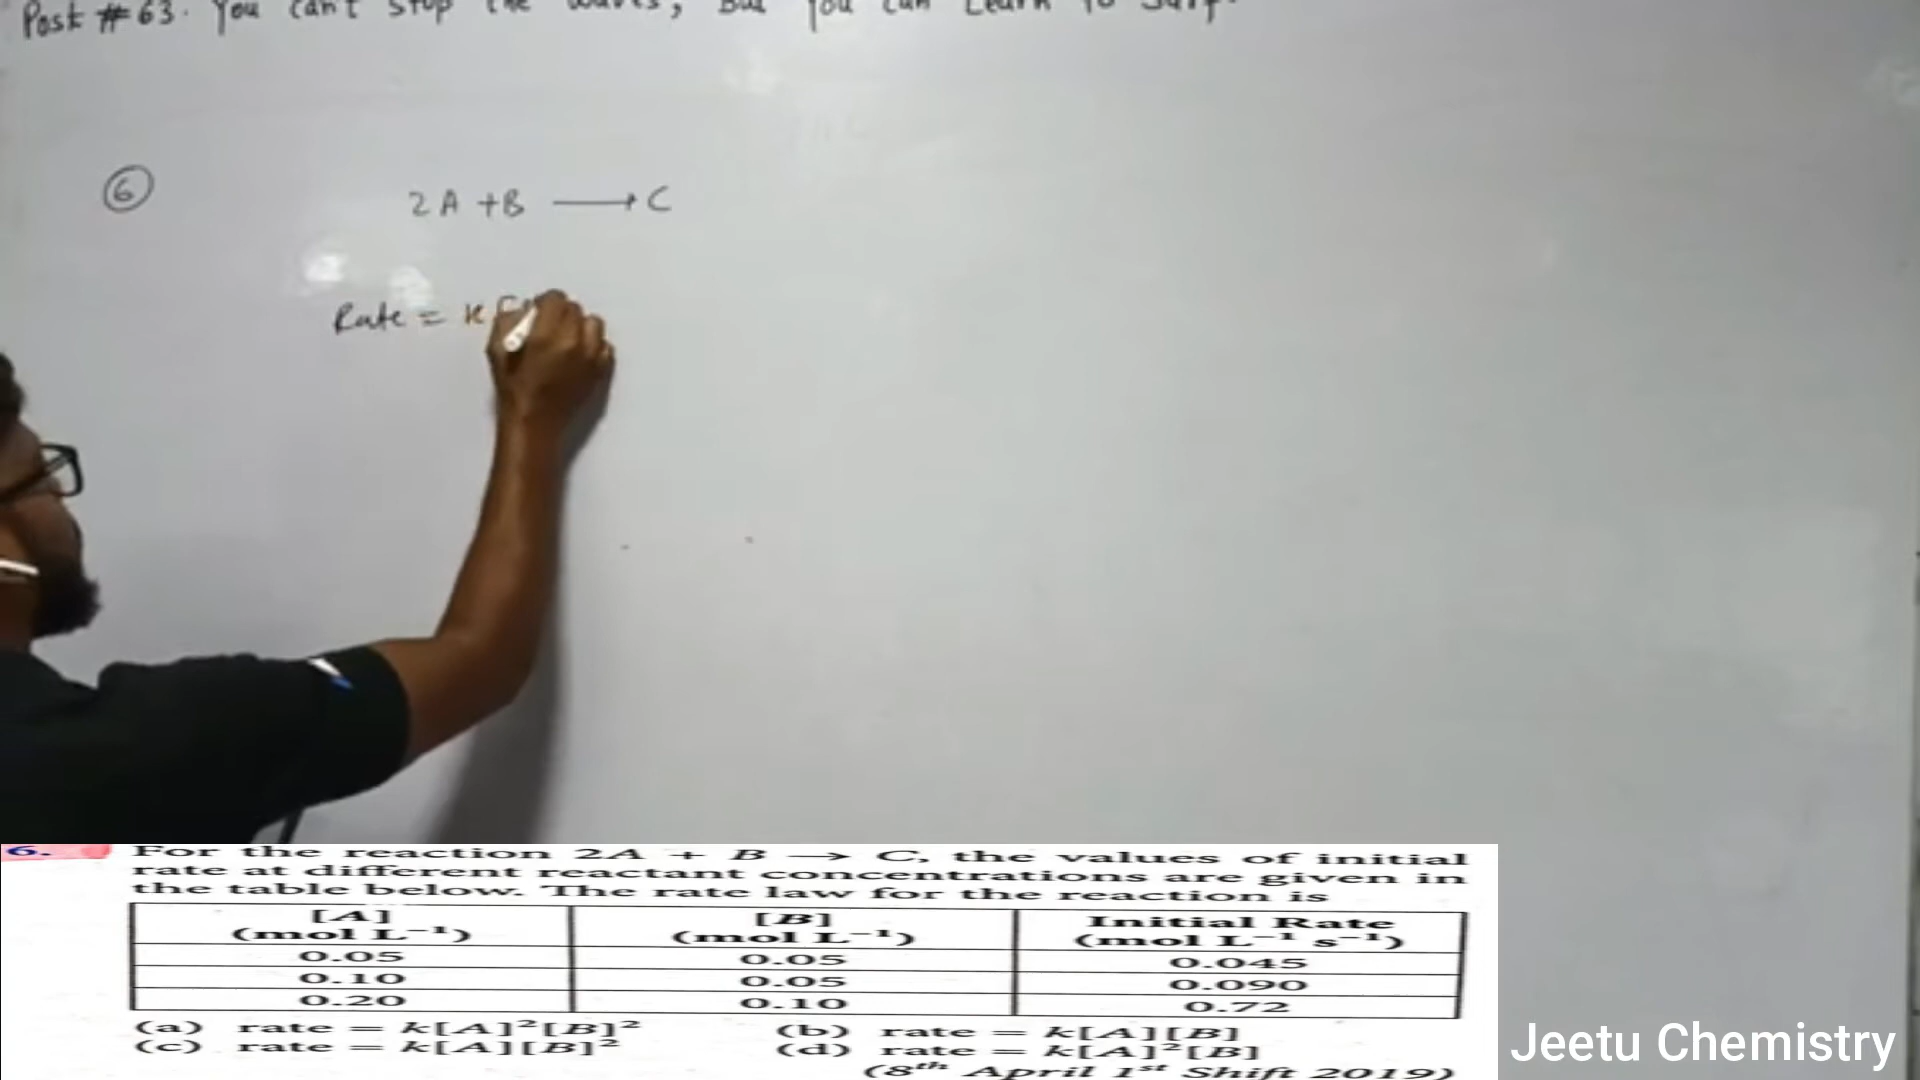 Post #63. You can't stop the waves, but you can learn to surf.
6
2A + B → C
Rate = k [
6. For the reaction 2A + B → C, the values of initial
rate at different reactant concentrations are given in
the table below. The rate law for the reaction is
[A] (mol L⁻¹) [B] (mol L⁻¹) Initial Rate (mol L⁻¹ s⁻¹)
0.05 0.05 0.045
0.10 0.05 0.090
0.20 0.10 0.72
(a) rate = k[A]²[B]² (b) rate = k[A][B]
(c) rate = k[A][B]² (d) rate = k[A]²[B]
(8th April 1st Shift 2019)
Jeetu Chemistry